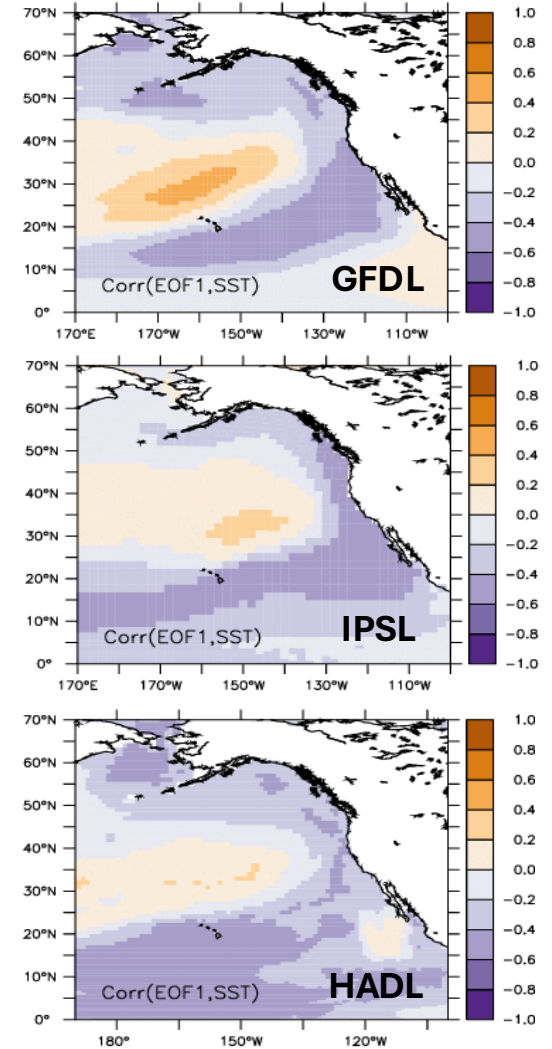 70°N
60°N
50°N
40°N
30°N
20°N
10°N
0°
Corr(EOF1,SST)
GFDL
170°E 170°W 150°W 130°W 110°W
1.0
0.8
0.6
0.4
0.2
0.0
−0.2
−0.4
−0.6
−0.8
−1.0
70°N
60°N
50°N
40°N
30°N
20°N
10°N
0°
Corr(EOF1,SST)
IPSL
170°E 170°W 150°W 130°W 110°W
1.0
0.8
0.6
0.4
0.2
0.0
−0.2
−0.4
−0.6
−0.8
−1.0
70°N
60°N
50°N
40°N
30°N
20°N
10°N
0°
Corr(EOF1,SST)
HADL
180° 150°W 120°W
1.0
0.8
0.6
0.4
0.2
0.0
−0.2
−0.4
−0.6
−0.8
−1.0